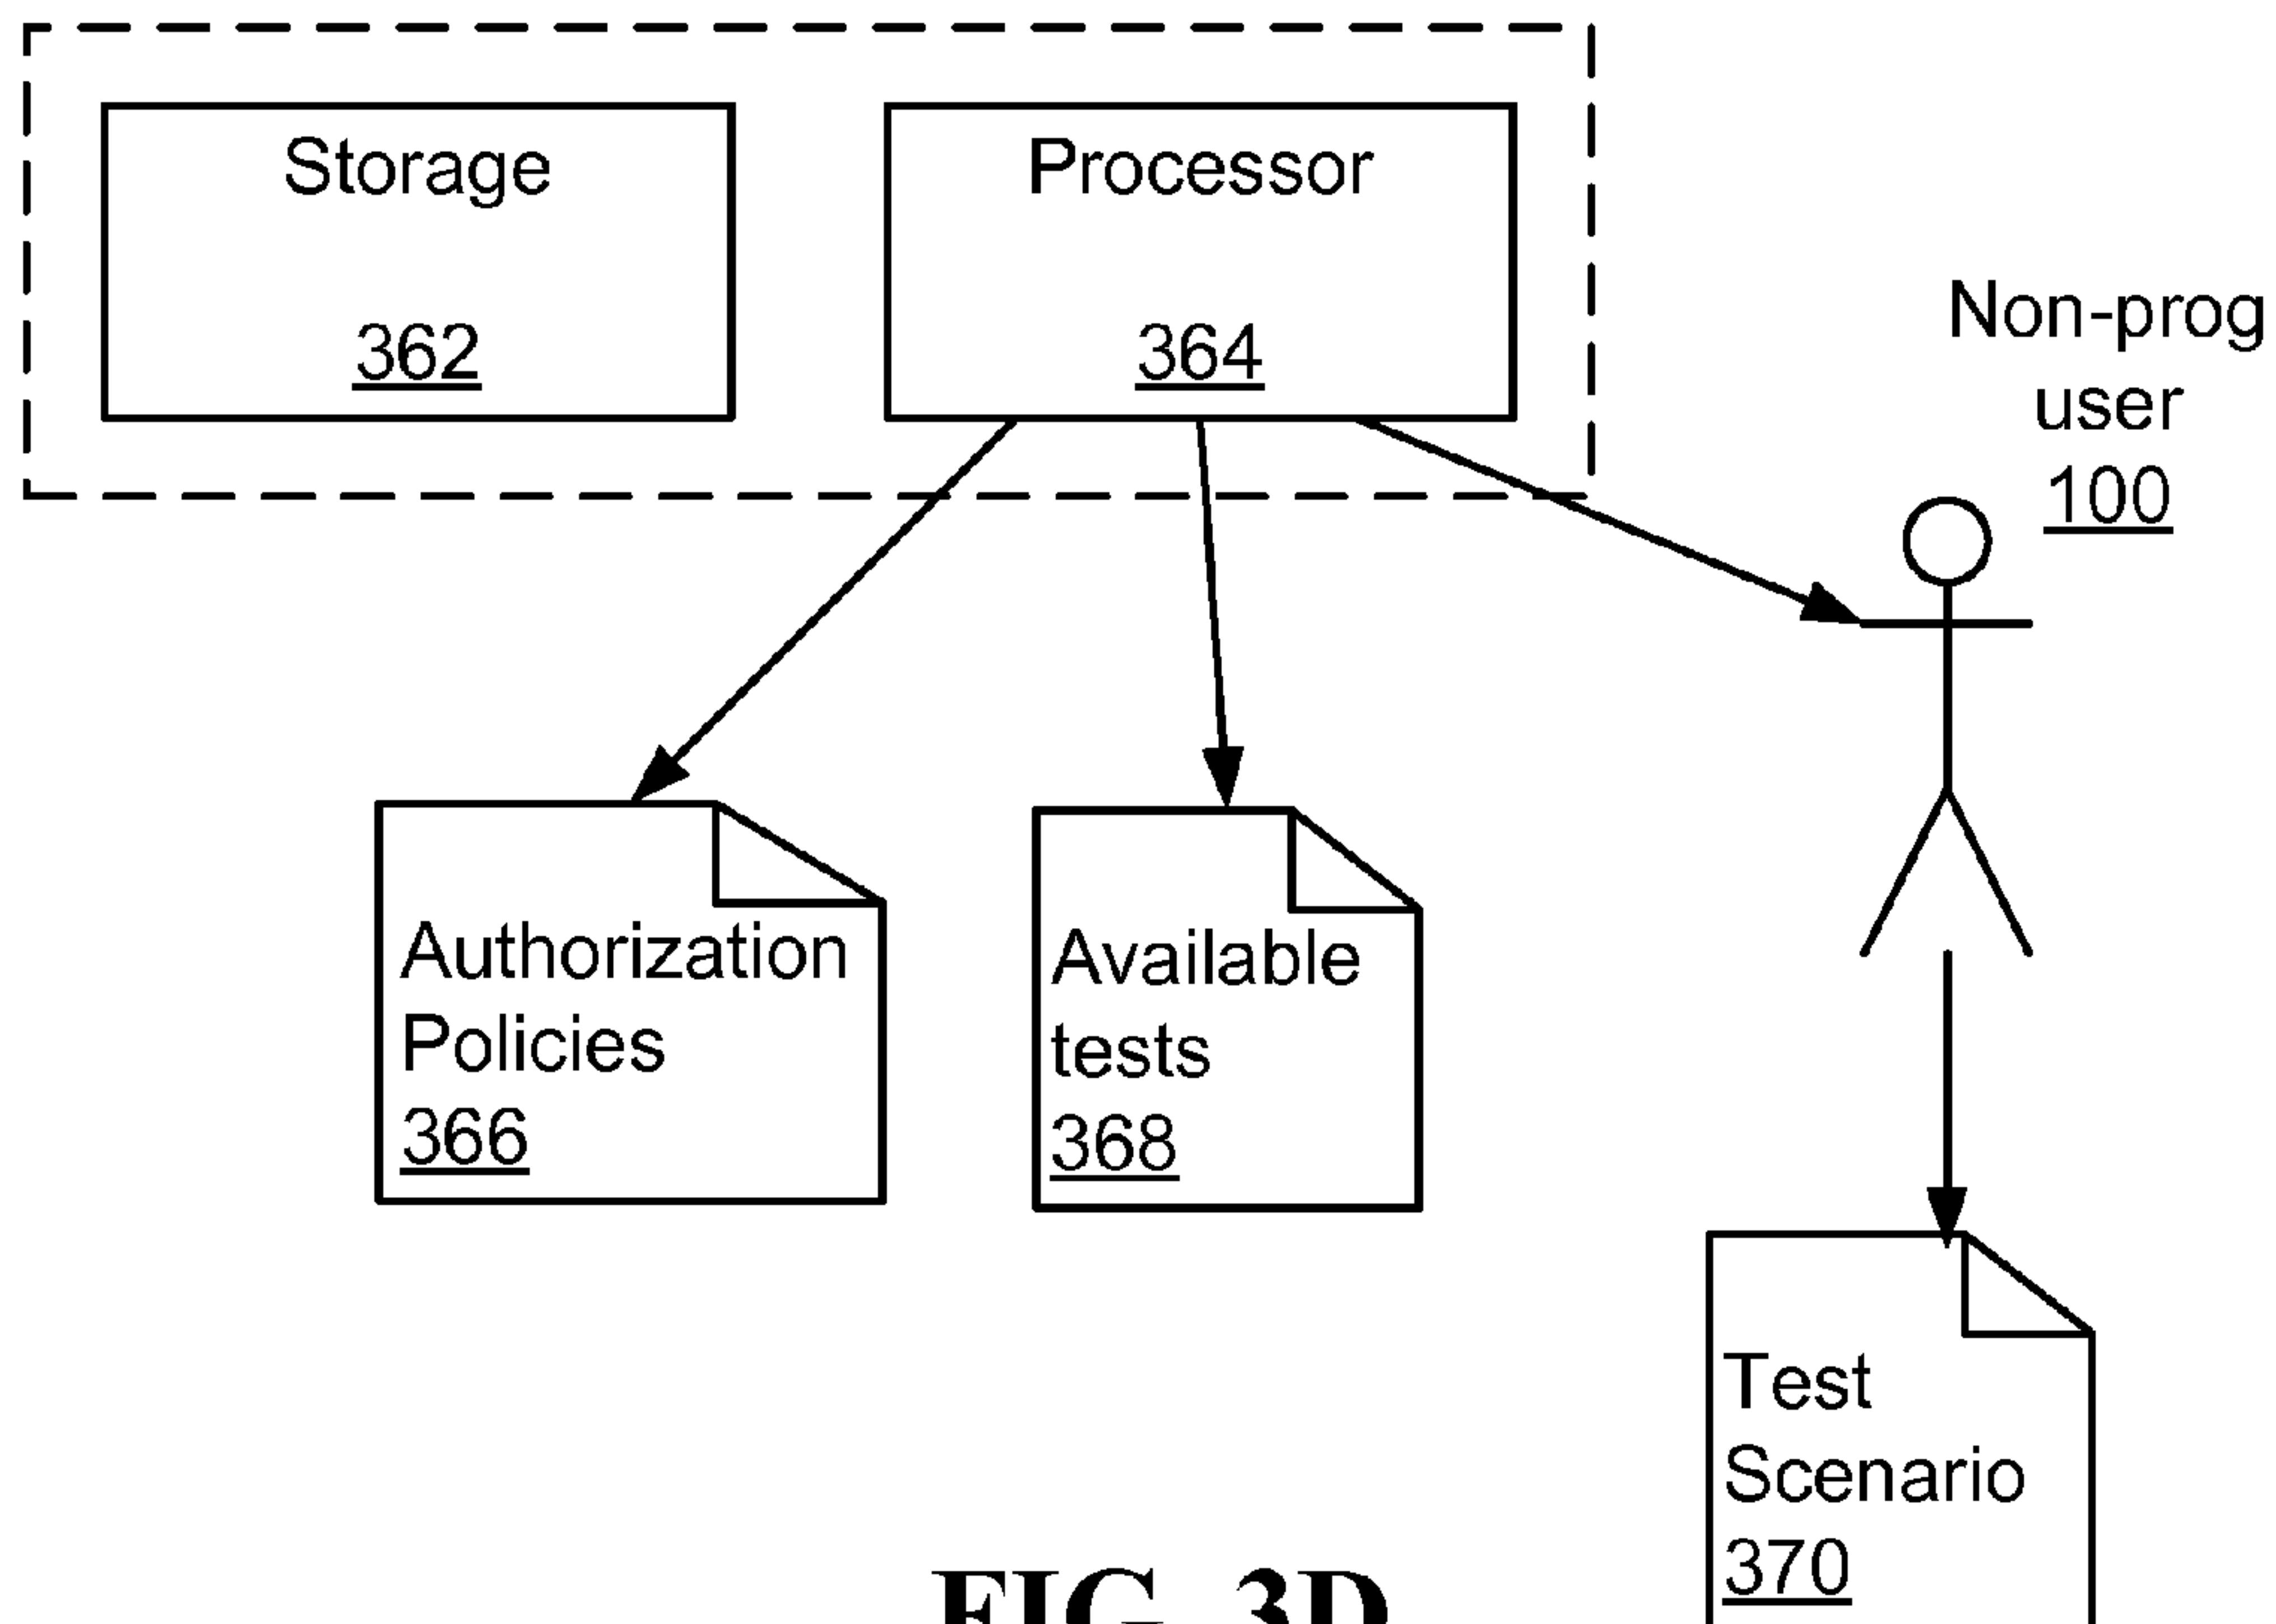 Storage
362
Processor
364
Non-prog
user
100
Authorization
Policies
366
Available
tests
368
Test
Scenario
370
FIG. 3D